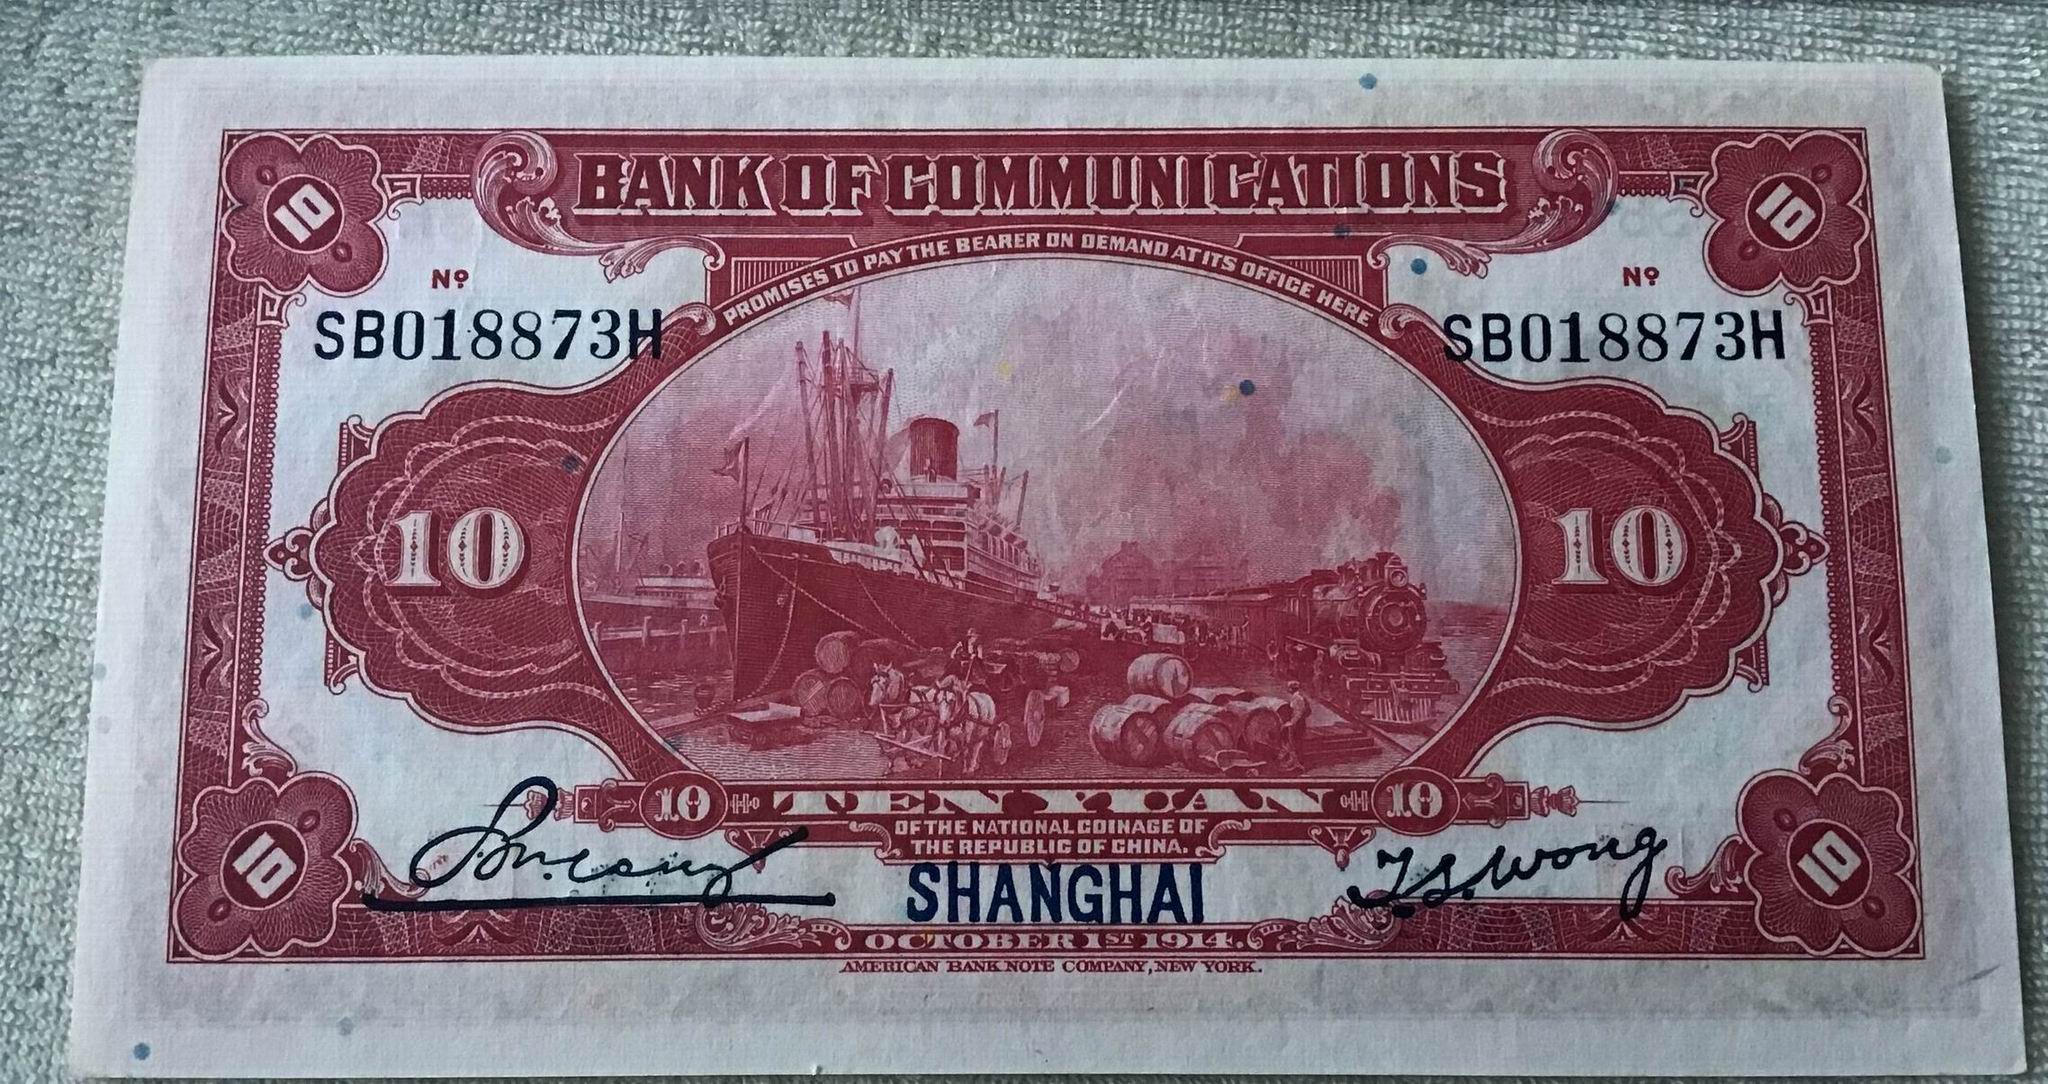 BANK OF COMMUNICATIONS
PROMISES TO PAY THE BEARER ON DEMAND AT ITS OFFICE HERE
10 10
Nº Nº
SB018873H SB018873H
10 10
10 TEN YUAN 10
OF THE NATIONAL COINAGE OF
THE REPUBLIC OF CHINA.
T.S. Wong
SHANGHAI
10 10
OCTOBER 1ST 1914.
AMERICAN BANK NOTE COMPANY, NEW YORK.